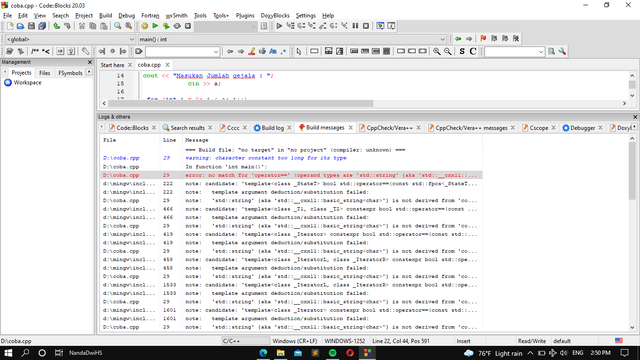 coba.cpp - Code::Blocks 20.03
File Edit View Search Project Build Debug Fortran wxSmith Tools Tools+ Plugins DoxyBlocks Settings Help
<global> main() : int
Management
Projects Files FSymbols
Workspace
Start here coba.cpp
14 cout << "Masukan Jumlah gejala : ";
15 cin >> a;
16
Logs & others
Code::Blocks Search results Cccc Build log Build messages CppCheck/Vera++ CppCheck/Vera++ messages Cscope Debugger
File Line Message
=== Build file: "no target" in "no project" (compiler: unknown) ===
D:\coba.cpp 29 warning: character constant too long for its type
D:\coba.cpp In function 'int main()':
D:\coba.cpp 29 error: no match for 'operator==' (operand types are 'std::string' {aka 'std::__cxx11::...
D:\mingw\incl... 222 note: candidate: 'template<class _StateT> bool std::operator==(const std::fpos<_StateT...
D:\mingw\incl... 222 note: template argument deduction/substitution failed:
D:\coba.cpp 29 note: 'std::string' {aka 'std::__cxx11::basic_string<char>'} is not derived from 'co...
D:\mingw\incl... 466 note: candidate: 'template<class _T1, class _T2> constexpr bool std::operator==(const ...
D:\mingw\incl... 466 note: template argument deduction/substitution failed:
D:\coba.cpp 29 note: 'std::string' {aka 'std::__cxx11::basic_string<char>'} is not derived from 'co...
D:\mingw\incl... 419 note: candidate: 'template<class _Iterator> constexpr bool std::operator==(const std:...
D:\mingw\incl... 419 note: template argument deduction/substitution failed:
D:\coba.cpp 29 note: 'std::string' {aka 'std::__cxx11::basic_string<char>'} is not derived from 'co...
D:\mingw\incl... 458 note: candidate: 'template<class _IteratorL, class _IteratorR> constexpr bool std::ope...
D:\mingw\incl... 458 note: template argument deduction/substitution failed:
D:\coba.cpp 29 note: 'std::string' {aka 'std::__cxx11::basic_string<char>'} is not derived from 'co...
D:\mingw\incl... 1533 note: candidate: 'template<class _IteratorL, class _IteratorR> constexpr bool std::ope...
D:\mingw\incl... 1533 note: template argument deduction/substitution failed:
D:\coba.cpp 29 note: 'std::string' {aka 'std::__cxx11::basic_string<char>'} is not derived from 'co...
D:\mingw\incl... 1601 note: candidate: 'template<class _Iterator> constexpr bool std::operator==(const std:...
D:\mingw\incl... 1601 note: template argument deduction/substitution failed:
D:\coba.cpp 29 note: 'std::string' {aka 'std::__cxx11::basic_string<char>'} is not derived from 'co...
D:\coba.cpp C/C++ Windows (CR+LF) WINDOWS-1252 Line 22, Col 44, Pos 391 Insert Read/Write default
NandaDwiHS 76°F Light rain 2:50 PM